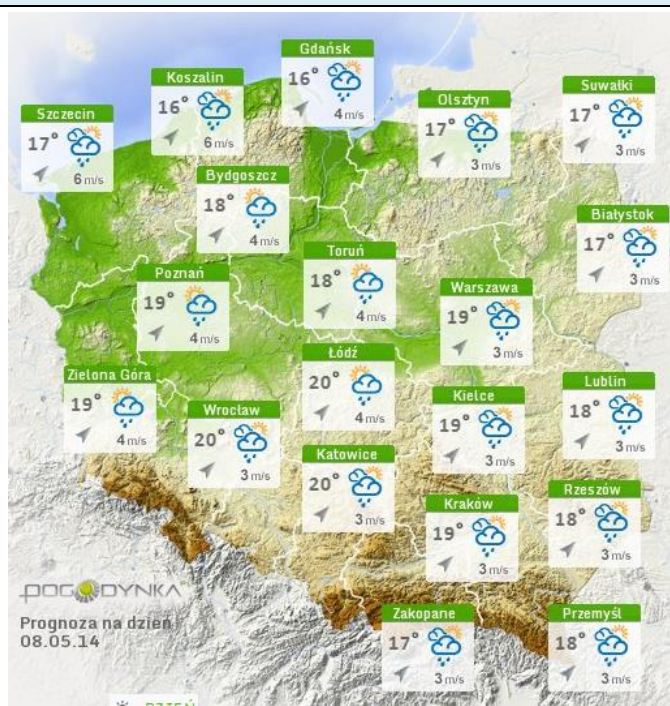 Gdańsk
16°
4 m/s
Koszalin
16°
6 m/s
Suwałki
17°
3 m/s
Olsztyn
17°
3 m/s
Szczecin
17°
6 m/s
Bydgoszcz
18°
4 m/s
Białystok
17°
3 m/s
Toruń
18°
4 m/s
Poznań
19°
4 m/s
Warszawa
19°
3 m/s
Łódź
20°
4 m/s
Zielona Góra
19°
4 m/s
Lublin
18°
3 m/s
Kielce
19°
3 m/s
Wrocław
20°
3 m/s
Katowice
20°
3 m/s
Rzeszów
18°
3 m/s
Kraków
19°
3 m/s
POGODYNKA
Prognoza na dzień
08.05.14
Zakopane
17°
3 m/s
Przemyśl
18°
3 m/s
DZIEŃ